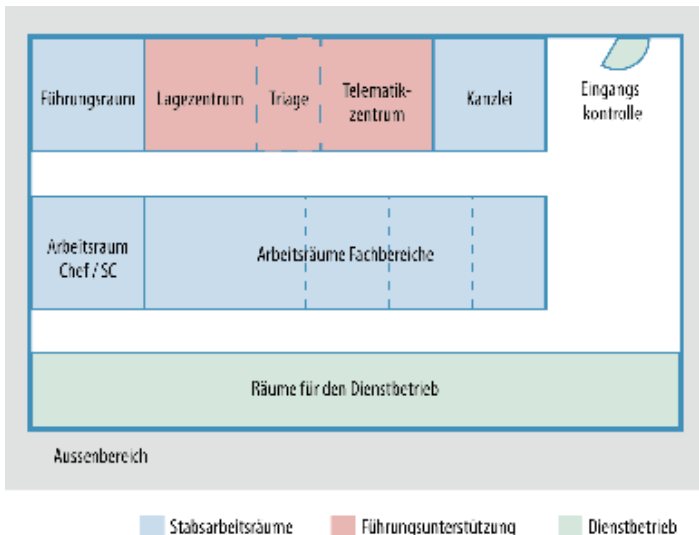 Führungsraum
Lagezentrum
Triage
Telematik-
zentrum
Kanzlei
Eingangs
kontrolle
Arbeitsraum
Chef / SC
Arbeitsräume Fachbereiche
Räume für den Dienstbetrieb
Aussenbereich
Stabsarbeitsräume
Führungsunterstützung
Dienstbetrieb